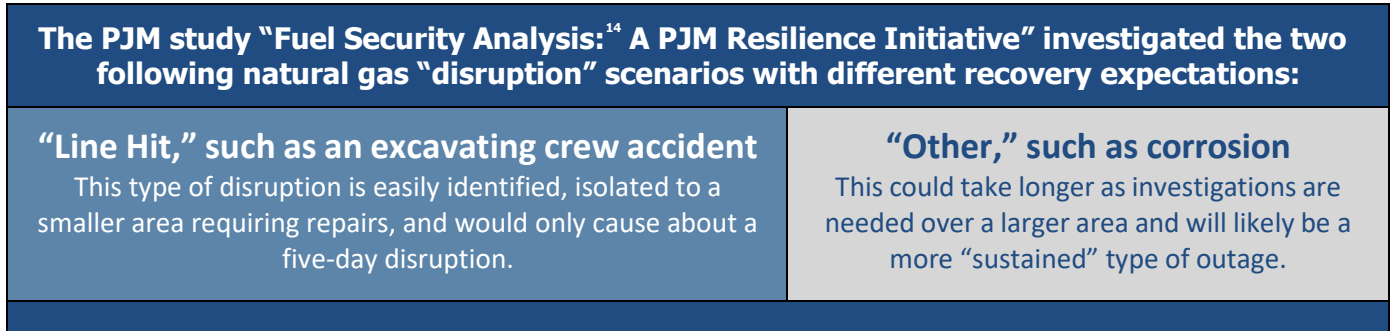 The PJM study “Fuel Security Analysis:14 A PJM Resilience Initiative” investigated the two
following natural gas “disruption” scenarios with different recovery expectations:
“Line Hit,” such as an excavating crew accident
This type of disruption is easily identified, isolated to a
smaller area requiring repairs, and would only cause about a
five-day disruption.
“Other,” such as corrosion
This could take longer as investigations are
needed over a larger area and will likely be a
more “sustained” type of outage.